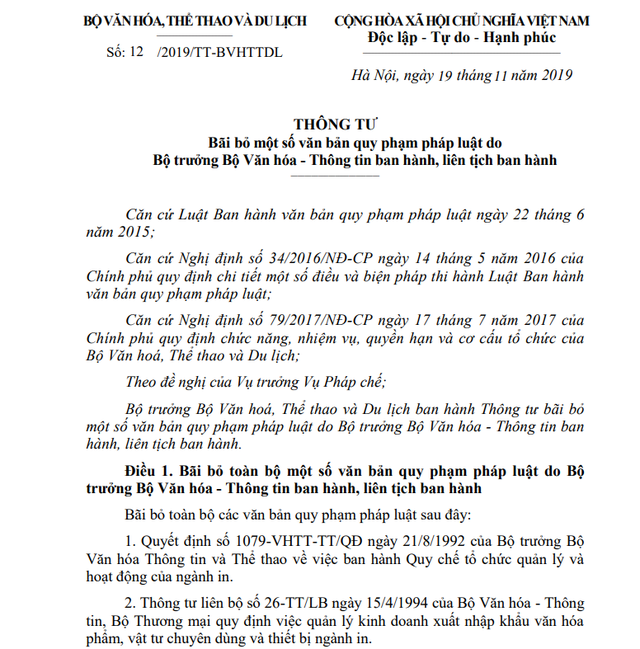 BỘ VĂN HÓA, THỂ THAO VÀ DU LỊCH
CỘNG HÒA XÃ HỘI CHỦ NGHĨA VIỆT NAM
Độc lập - Tự do - Hạnh phúc
Số: 12 /2019/TT-BVHTTDL
Hà Nội, ngày 19 tháng 11 năm 2019
THÔNG TƯ
Bãi bỏ một số văn bản quy phạm pháp luật do
Bộ trưởng Bộ Văn hóa - Thông tin ban hành, liên tịch ban hành
Căn cứ Luật Ban hành văn bản quy phạm pháp luật ngày 22 tháng 6
năm 2015;
Căn cứ Nghị định số 34/2016/NĐ-CP ngày 14 tháng 5 năm 2016 của
Chính phủ quy định chi tiết một số điều và biện pháp thi hành Luật Ban hành
văn bản quy phạm pháp luật;
Căn cứ Nghị định số 79/2017/NĐ-CP ngày 17 tháng 7 năm 2017 của
Chính phủ quy định chức năng, nhiệm vụ, quyền hạn và cơ cấu tổ chức của
Bộ Văn hoá, Thể thao và Du lịch;
Theo đề nghị của Vụ trưởng Vụ Pháp chế;
Bộ trưởng Bộ Văn hoá, Thể thao và Du lịch ban hành Thông tư bãi bỏ
một số văn bản quy phạm pháp luật do Bộ trưởng Bộ Văn hóa - Thông tin ban
hành, liên tịch ban hành.
Điều 1. Bãi bỏ toàn bộ một số văn bản quy phạm pháp luật do Bộ
trưởng Bộ Văn hóa - Thông tin ban hành, liên tịch ban hành
Bãi bỏ toàn bộ các văn bản quy phạm pháp luật sau đây:
1. Quyết định số 1079-VHTT-TT/QĐ ngày 21/8/1992 của Bộ trưởng Bộ
Văn hóa Thông tin và Thể thao về việc ban hành Quy chế tổ chức quản lý và
hoạt động của ngành in.
2. Thông tư liên bộ số 26-TT/LB ngày 15/4/1994 của Bộ Văn hóa - Thông
tin, Bộ Thương mại quy định việc quản lý kinh doanh xuất nhập khẩu văn hóa
phẩm, vật tư chuyên dùng và thiết bị ngành in.